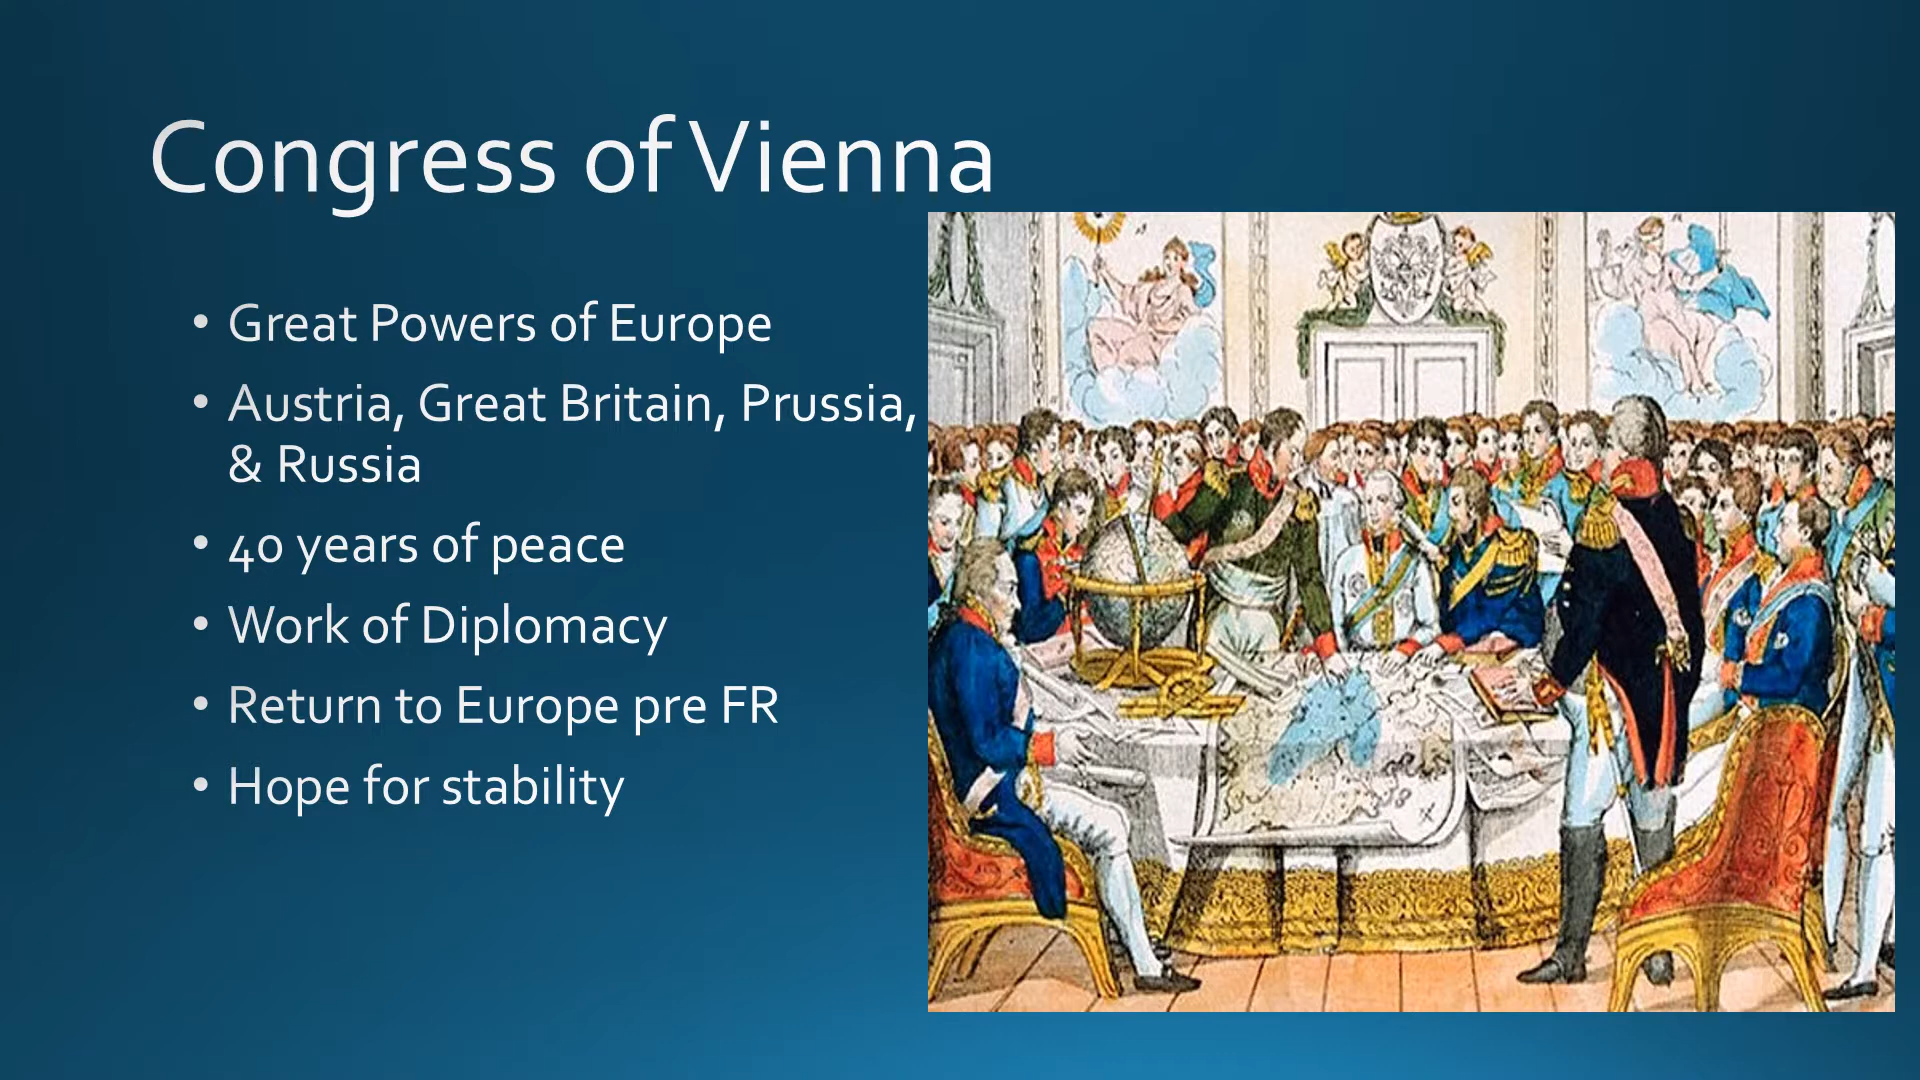 Congress of Vienna
• Great Powers of Europe
• Austria, Great Britain, Prussia,
& Russia
• 40 years of peace
• Work of Diplomacy
• Return to Europe pre FR
• Hope for stability